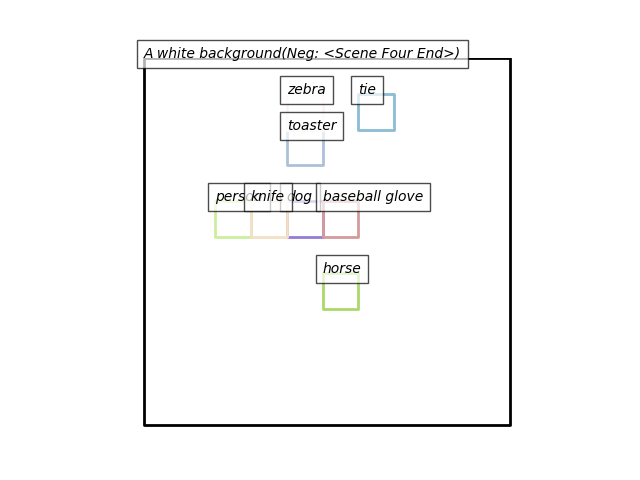 A white background(Neg: <Scene Four End>)
zebra
tie
toaster
person
knife
dog
baseball glove
horse